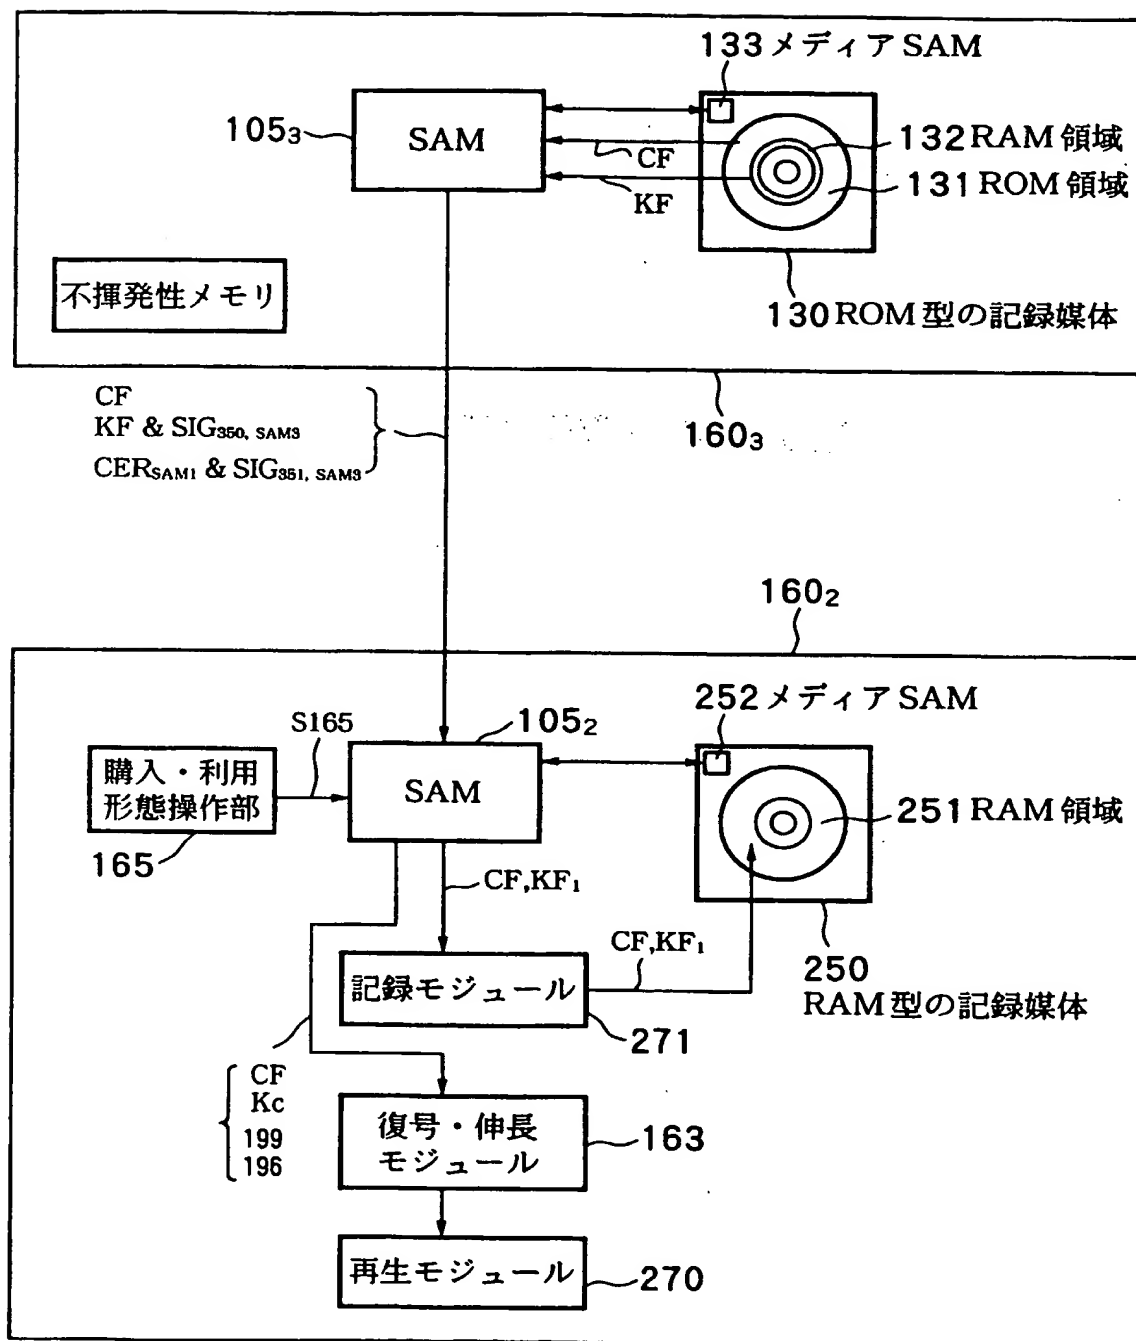 133メディアSAM
105₃
SAM
CF
KF
132RAM領域
131ROM領域
不揮発性メモリ
130ROM型の記録媒体
160₃
CF
KF & SIG₃₅₀, SAM3
CERSAM1 & SIG₃₅₁, SAM3
160₂
252メディアSAM
S165
105₂
購入・利用
形態操作部
SAM
251RAM領域
165
CF,KF₁
CF,KF₁
250
RAM型の記録媒体
記録モジュール
271
CF
Kc
199
196
復号・伸長
モジュール
163
再生モジュール
270